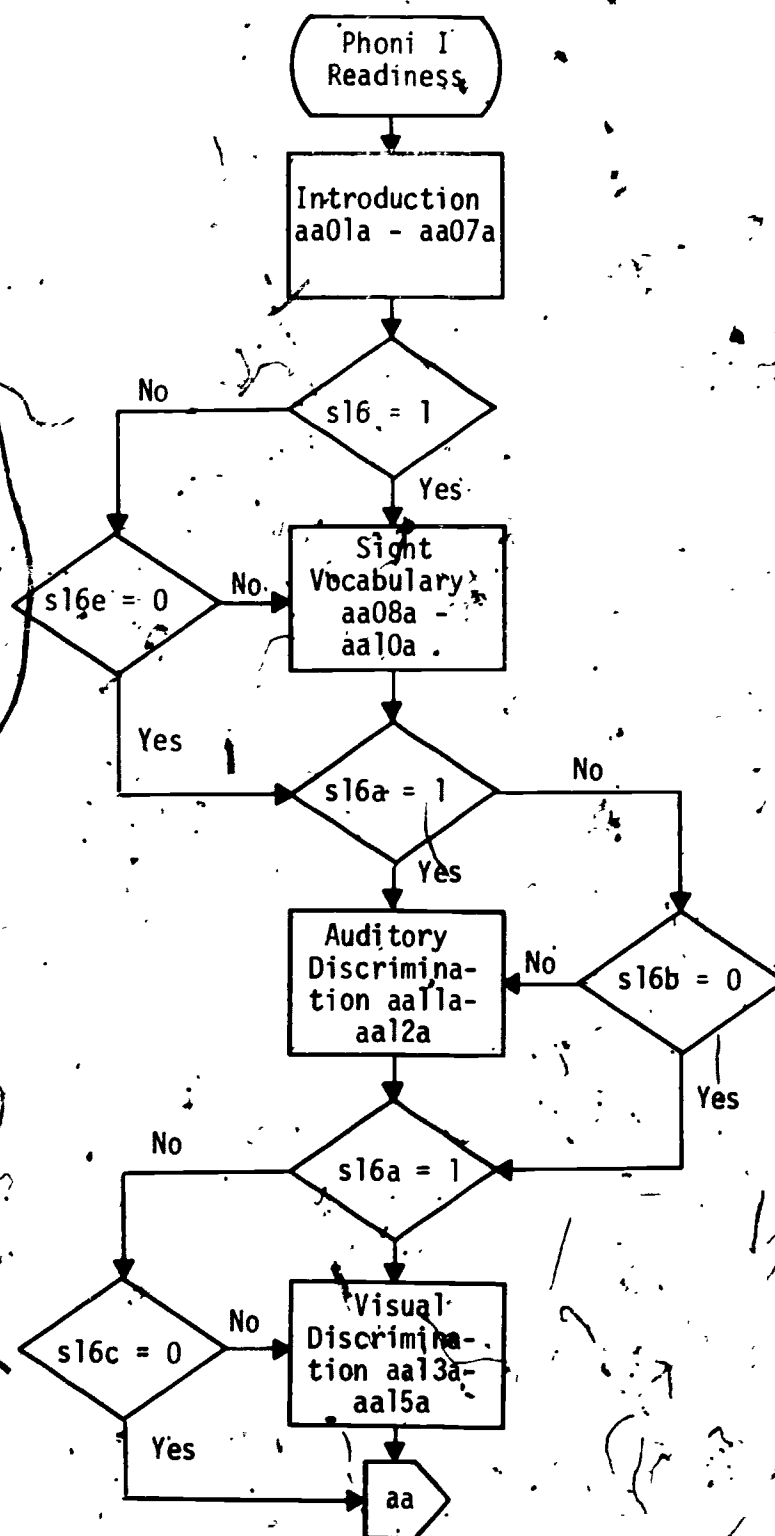 Phoni I
Readiness
Introduction
aa01a - aa07a
s16 = 1
No
Yes
s16e = 0
No
Sight
Vocabulary
aa08a -
aa10a
Yes
s16a = 1
No
Yes
Auditory
Discrimina-
tion aa11a-
aa12a
No
s16b = 0
Yes
No
s16a = 1
s16c = 0
No
Visual
Discrimina-
tion aa13a-
aa15a
Yes
aa